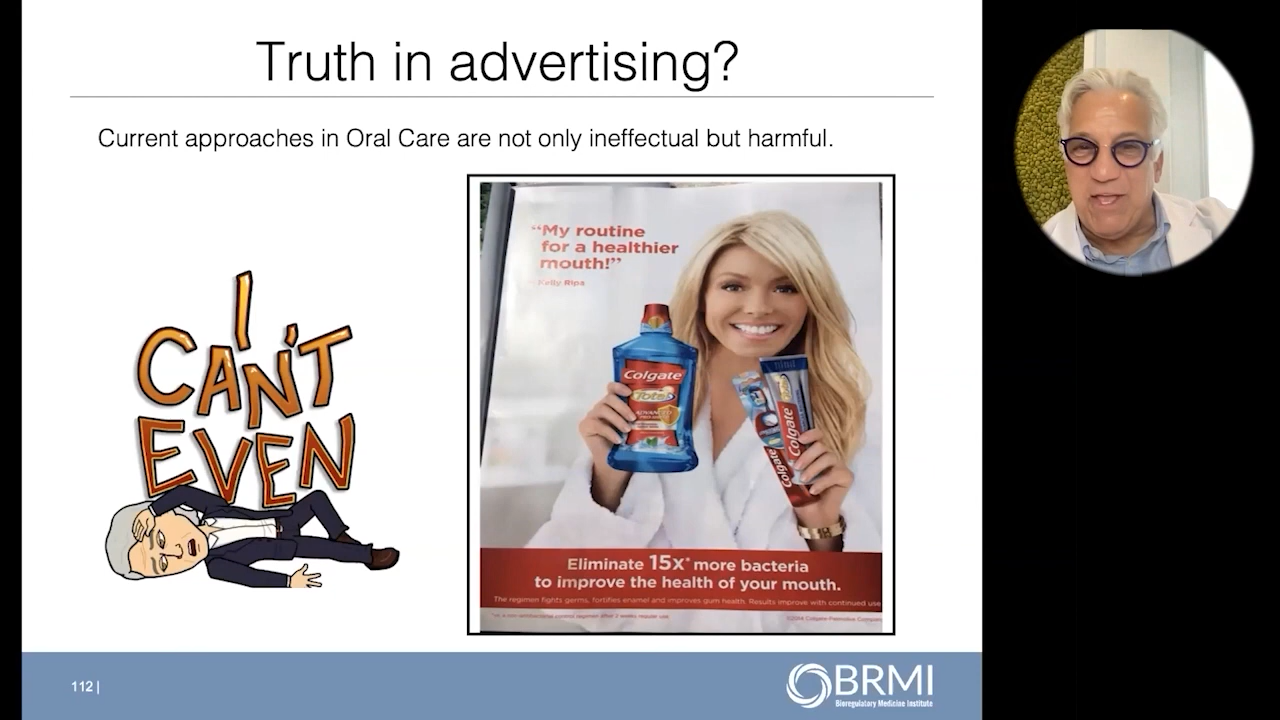 Truth in advertising?
Current approaches in Oral Care are not only ineffectual but harmful.
I
CAN'T
EVEN
“My routine
for a healthier
mouth!”
Kelly Ripa
Colgate
Total
ADVANCED
Colgate
Colgate
Eliminate 15x* more bacteria
to improve the health of your mouth.
The regimen fights germs, fortifies enamel and improves gum health. Results improve with continued use
©2014 Colgate-Palmolive Company
112 |
BRMI
Bioregulatory Medicine Institute